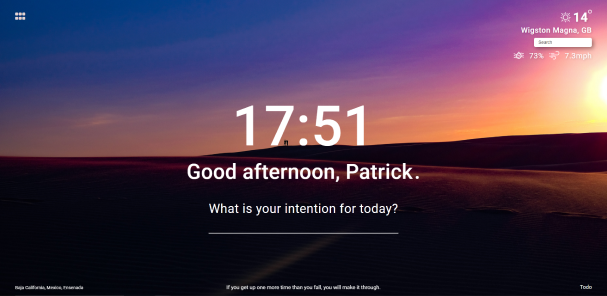 14°
Wigston Magna, GB
Search
73% 7.3mph
17:51
Good afternoon, Patrick.
What is your intention for today?
Baja California, Mexico, Ensenada
If you get up one more time than you fall, you will make it through.
Todo